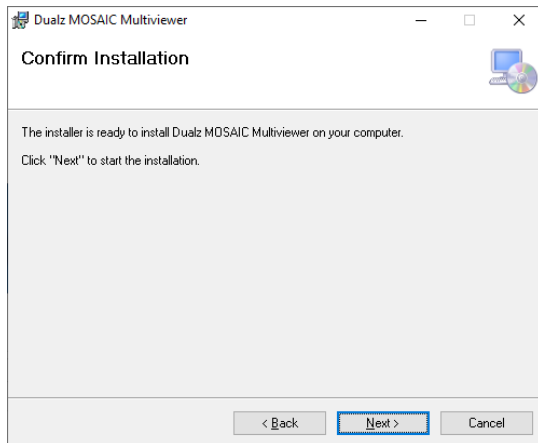 Dualz MOSAIC Multiviewer
Confirm Installation
The installer is ready to install Dualz MOSAIC Multiviewer on your computer.
Click "Next" to start the installation.
< Back
Next >
Cancel